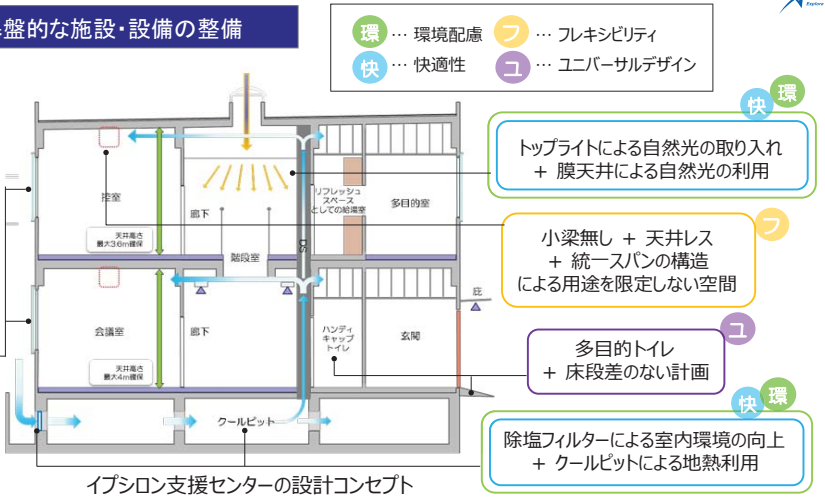 盤的な施設・設備の整備
環 … 環境配慮 フ … フレキシビリティ
快 … 快適性 ユ … ユニバーサルデザイン
快 環
トップライトによる自然光の取り入れ
+ 膜天井による自然光の利用
フ
小梁無し + 天井レス
+ 統一スパンの構造
による用途を限定しない空間
ユ
多目的トイレ
+ 床段差のない計画
快 環
除塩フィルターによる室内環境の向上
+ クールピットによる地熱利用
控室
天井高さ
最大3.6m確保
廊下
階段室
DS
リフレッシュ
スペース
としての給湯室
多目的室
会議室
天井高さ
最大4m確保
廊下
ハンディ
キャップ
トイレ
玄関
庇
クールピット
イプシロン支援センターの設計コンセプト